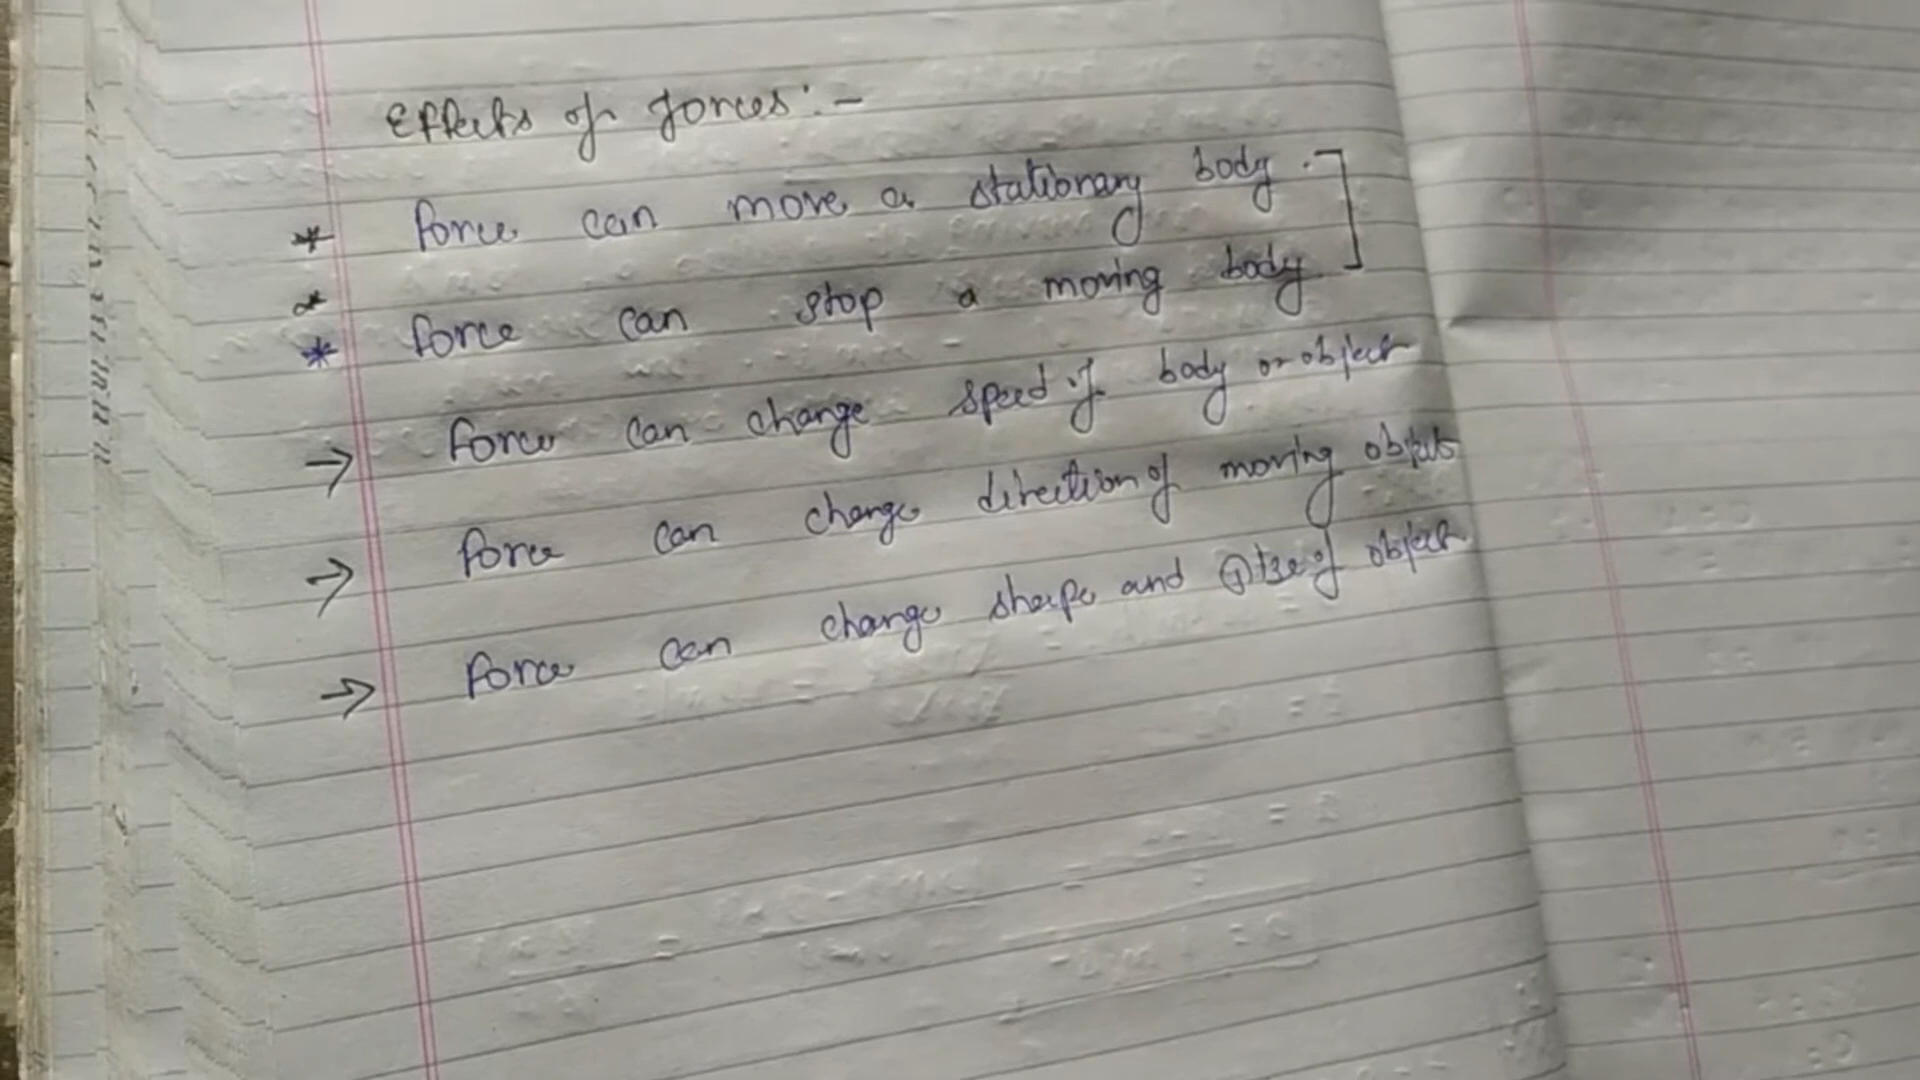 Effects of forces :-
* force can move a stationary body .
* force can stop a moving body
→ force can change speed of body or object
→ force can change direction of moving objects
→ force can change shape and size of object